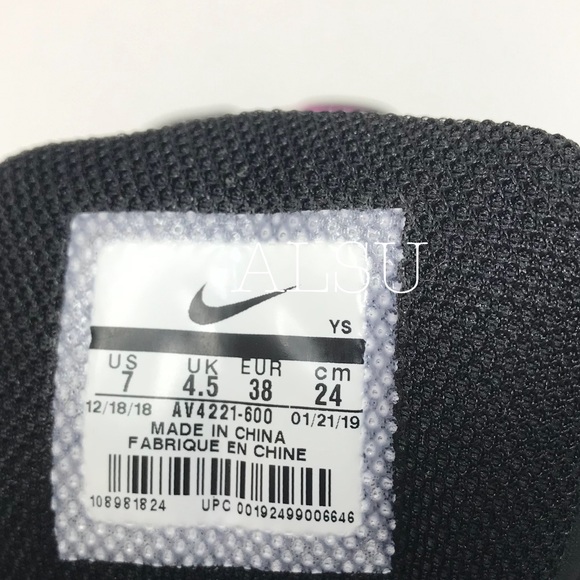 ALSU
YS
US UK EUR cm
7 4.5 38 24
12/18/18 AV4221-600 01/21/19
MADE IN CHINA
FABRIQUE EN CHINE
108981824 UPC 00192499006646